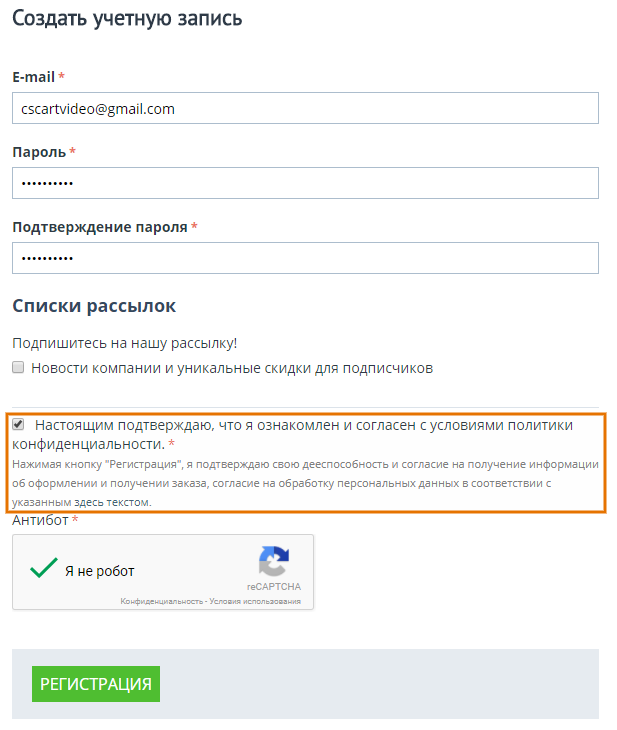 Создать учетную запись
E-mail *
cscartvideo@gmail.com
Пароль *
••••••••••
Подтверждение пароля *
••••••••••
Списки рассылок
Подпишитесь на нашу рассылку!
Новости компании и уникальные скидки для подписчиков
Настоящим подтверждаю, что я ознакомлен и согласен с условиями политики
конфиденциальности. *
Нажимая кнопку "Регистрация", я подтверждаю свою дееспособность и согласие на получение информации
об оформлении и получении заказа, согласие на обработку персональных данных в соответствии с
указанным здесь текстом.
Антибот *
Я не робот
reCAPTCHA
Конфиденциальность - Условия использования
РЕГИСТРАЦИЯ